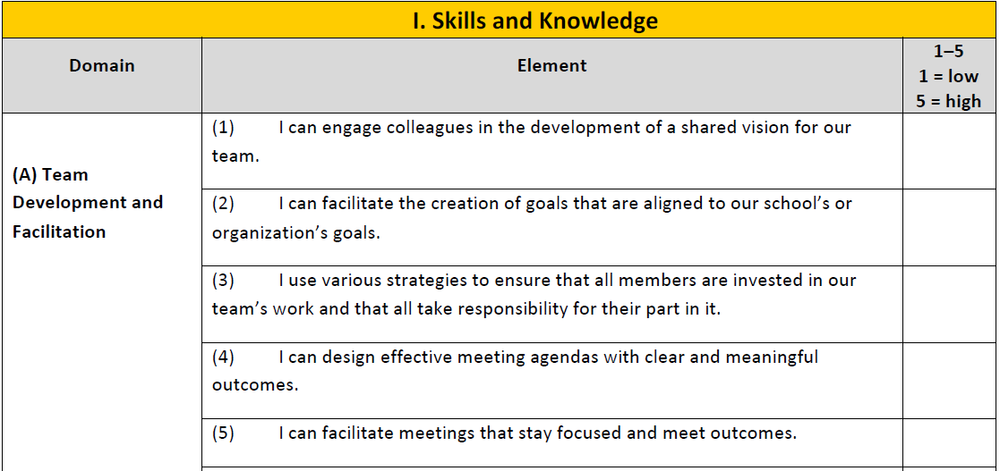 I. Skills and Knowledge
Domain
Element
1–5
1 = low
5 = high
(A) Team
Development and
Facilitation
(1) I can engage colleagues in the development of a shared vision for our
team.
(2) I can facilitate the creation of goals that are aligned to our school’s or
organization’s goals.
(3) I use various strategies to ensure that all members are invested in our
team’s work and that all take responsibility for their part in it.
(4) I can design effective meeting agendas with clear and meaningful
outcomes.
(5) I can facilitate meetings that stay focused and meet outcomes.